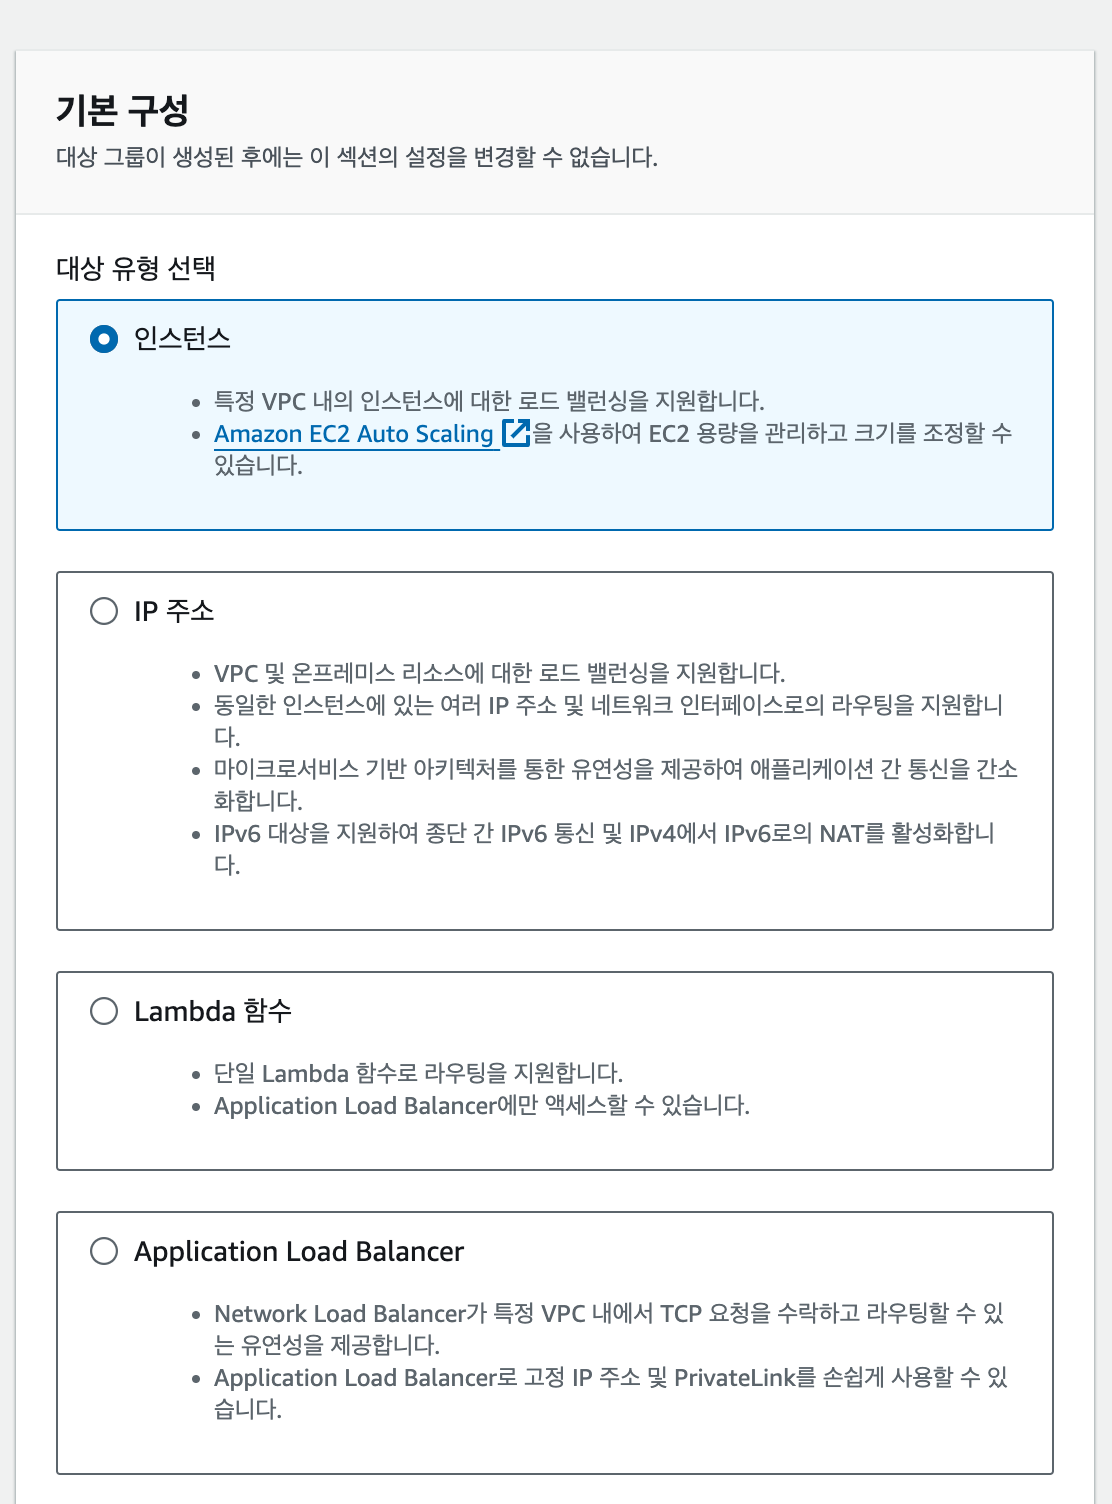 기본 구성
대상 그룹이 생성된 후에는 이 섹션의 설정을 변경할 수 없습니다.
대상 유형 선택
인스턴스
• 특정 VPC 내의 인스턴스에 대한 로드 밸런싱을 지원합니다.
• Amazon EC2 Auto Scaling 을 사용하여 EC2 용량을 관리하고 크기를 조정할 수
있습니다.
IP 주소
• VPC 및 온프레미스 리소스에 대한 로드 밸런싱을 지원합니다.
• 동일한 인스턴스에 있는 여러 IP 주소 및 네트워크 인터페이스로의 라우팅을 지원합니
다.
• 마이크로서비스 기반 아키텍처를 통한 유연성을 제공하여 애플리케이션 간 통신을 간소
화합니다.
• IPv6 대상을 지원하여 종단 간 IPv6 통신 및 IPv4에서 IPv6로의 NAT를 활성화합니
다.
Lambda 함수
• 단일 Lambda 함수로 라우팅을 지원합니다.
• Application Load Balancer에만 액세스할 수 있습니다.
Application Load Balancer
• Network Load Balancer가 특정 VPC 내에서 TCP 요청을 수락하고 라우팅할 수 있
는 유연성을 제공합니다.
• Application Load Balancer로 고정 IP 주소 및 PrivateLink를 손쉽게 사용할 수 있
습니다.